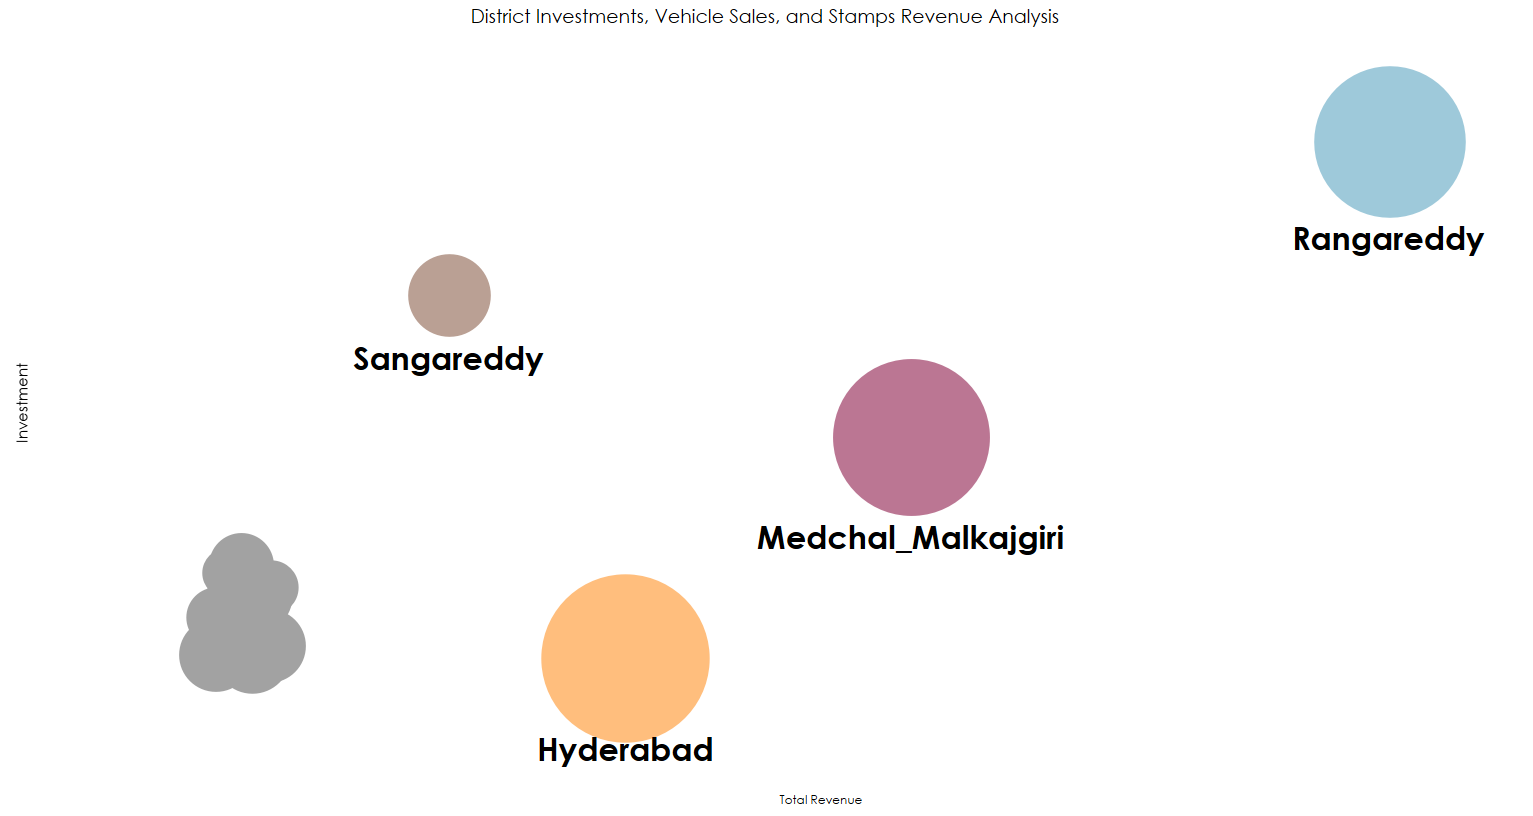 District Investments, Vehicle Sales, and Stamps Revenue Analysis
Rangareddy
Sangareddy
Investment
Medchal_Malkajgiri
Hyderabad
Total Revenue